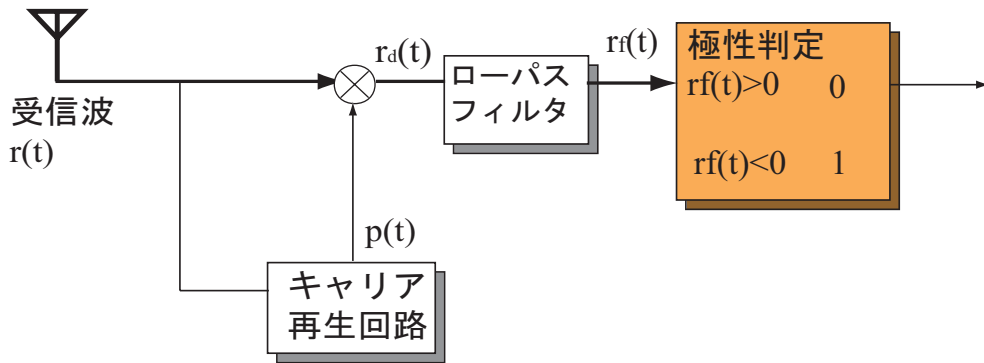 受信波
r(t)
rd(t)
ローパス
フィルタ
rf(t)
極性判定
rf(t)>0 0
rf(t)<0 1
p(t)
キャリア
再生回路